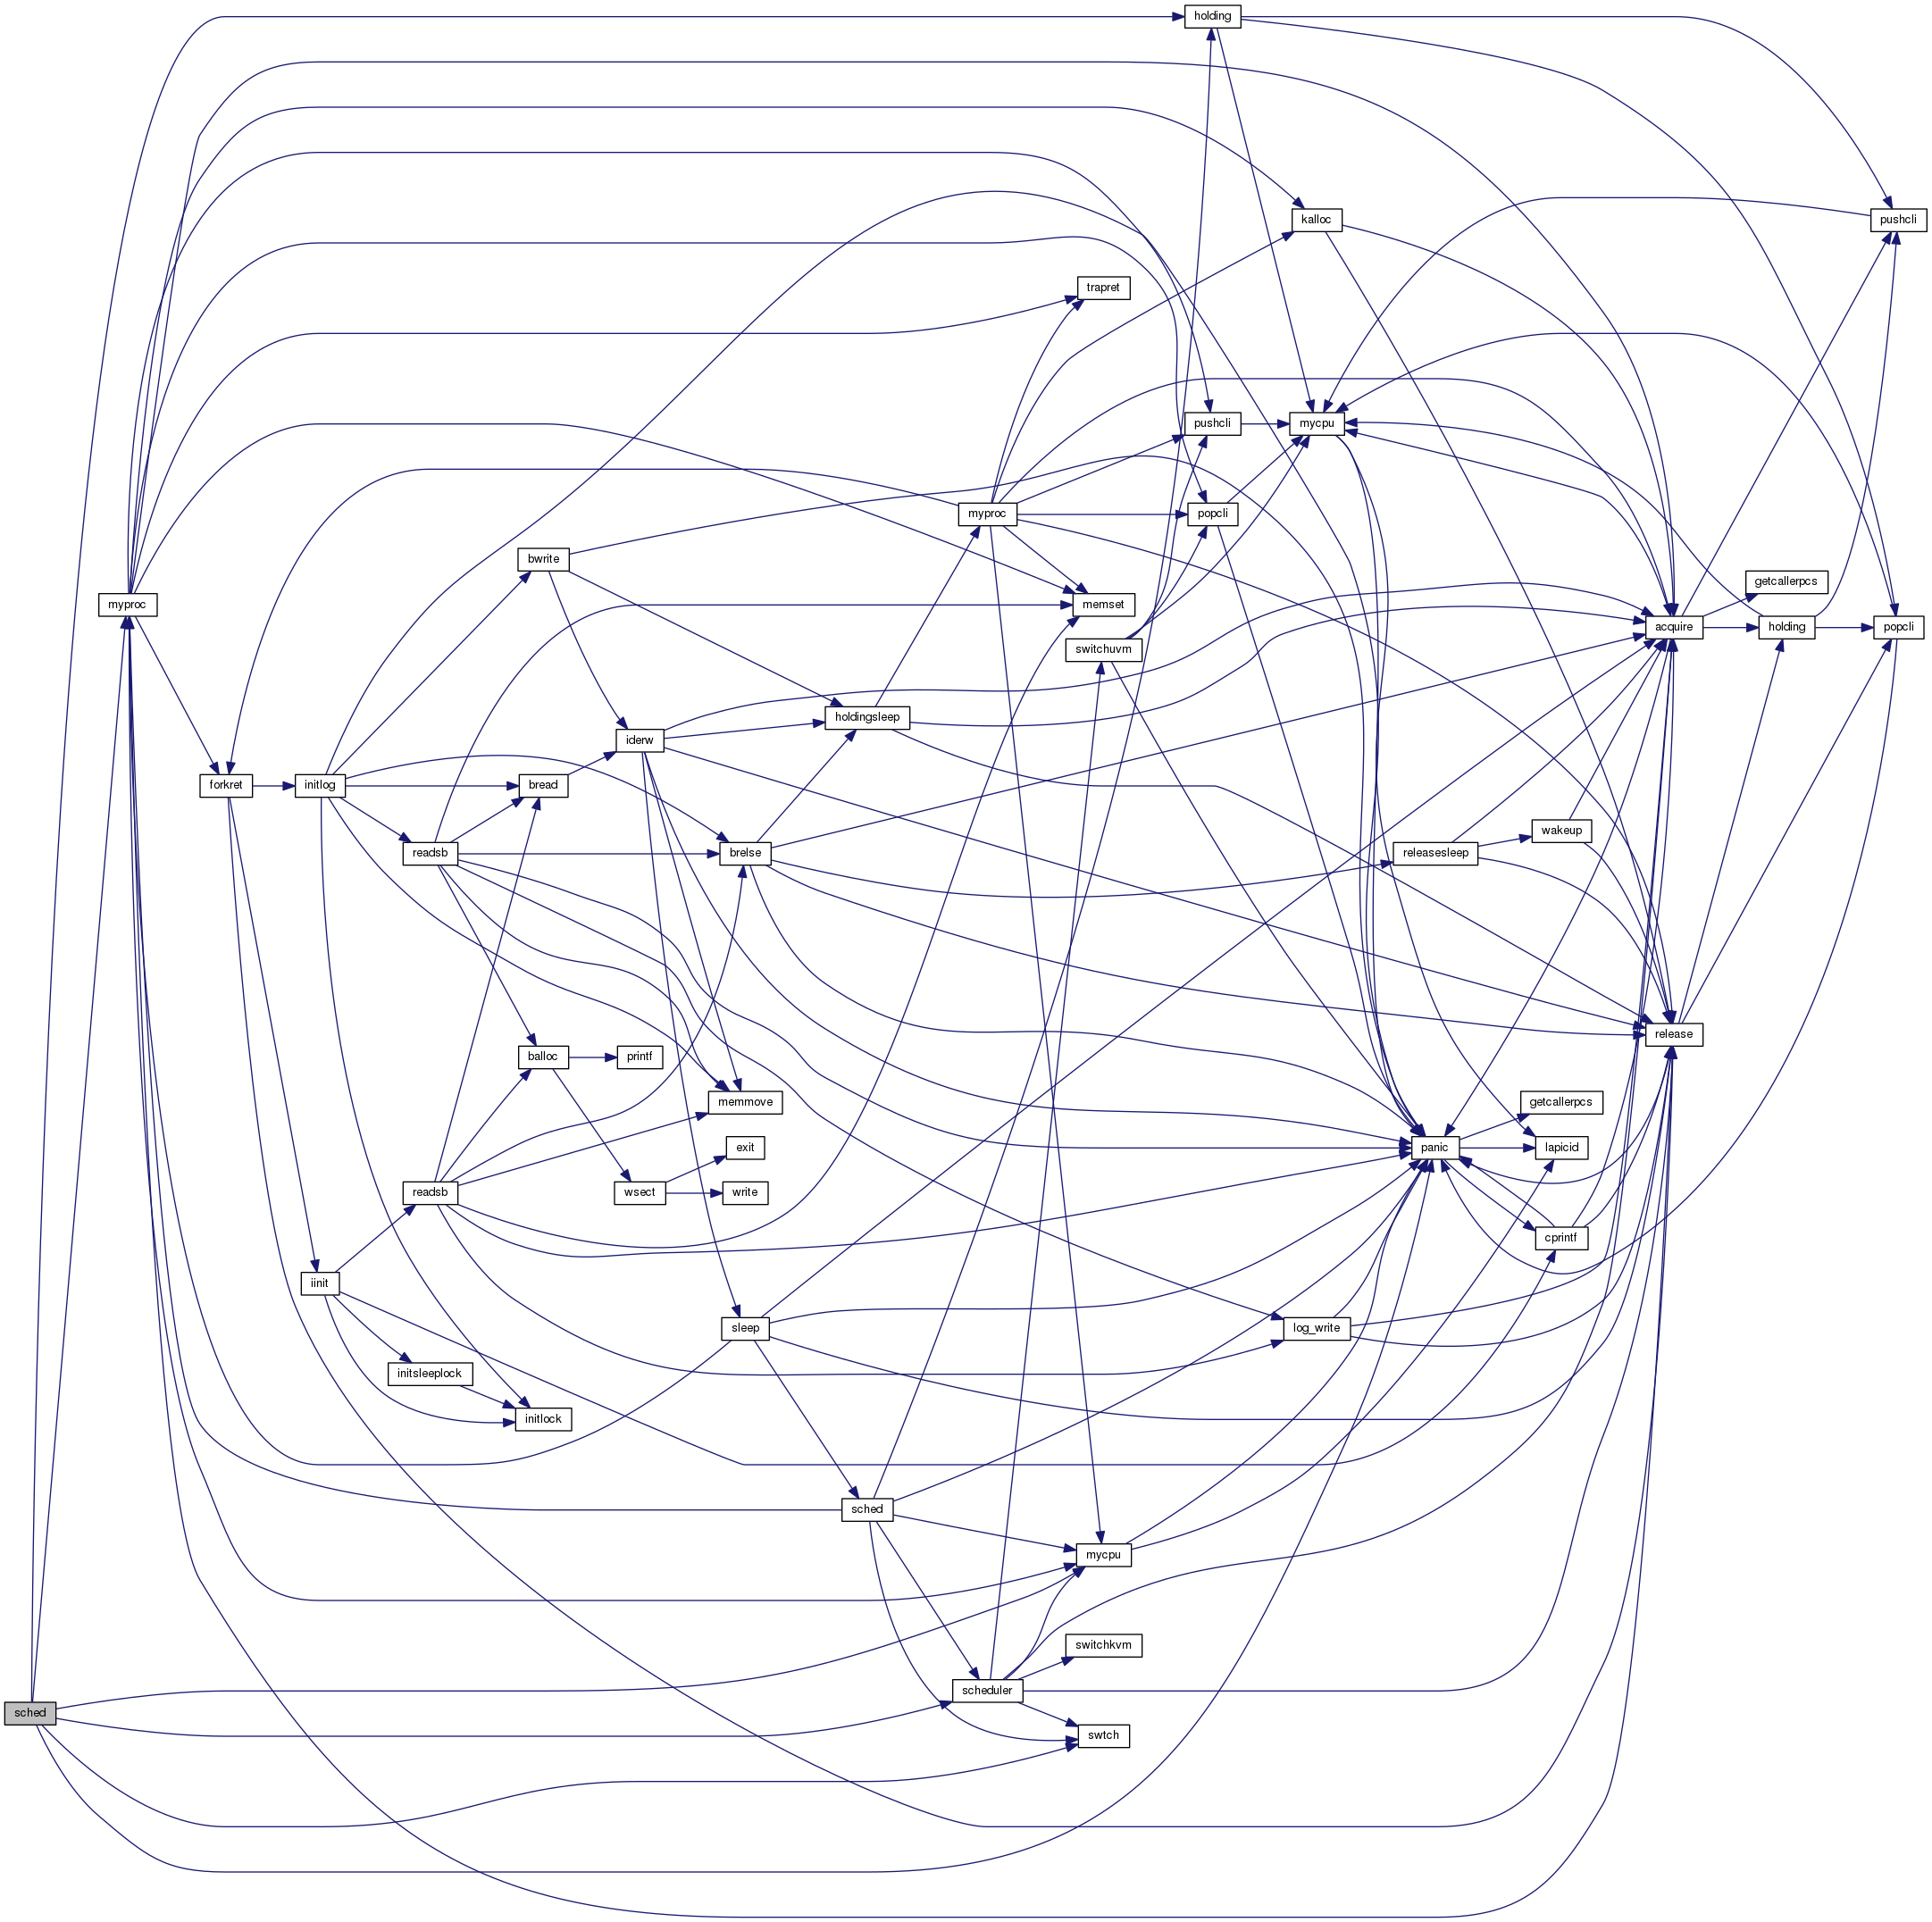 holding
kalloc
pushcli
trapret
pushcli
mycpu
myproc
popcli
bwrite
getcallerpcs
myproc
memset
acquire
holding
popcli
switchuvm
holdingsleep
iderw
forkret
initlog
bread
wakeup
readsb
brelse
releasesleep
release
balloc
printf
memmove
getcallerpcs
exit
panic
lapicid
readsb
wsect
write
cprintf
iinit
sleep
log_write
initsleeplock
initlock
sched
mycpu
switchkvm
scheduler
sched
swtch